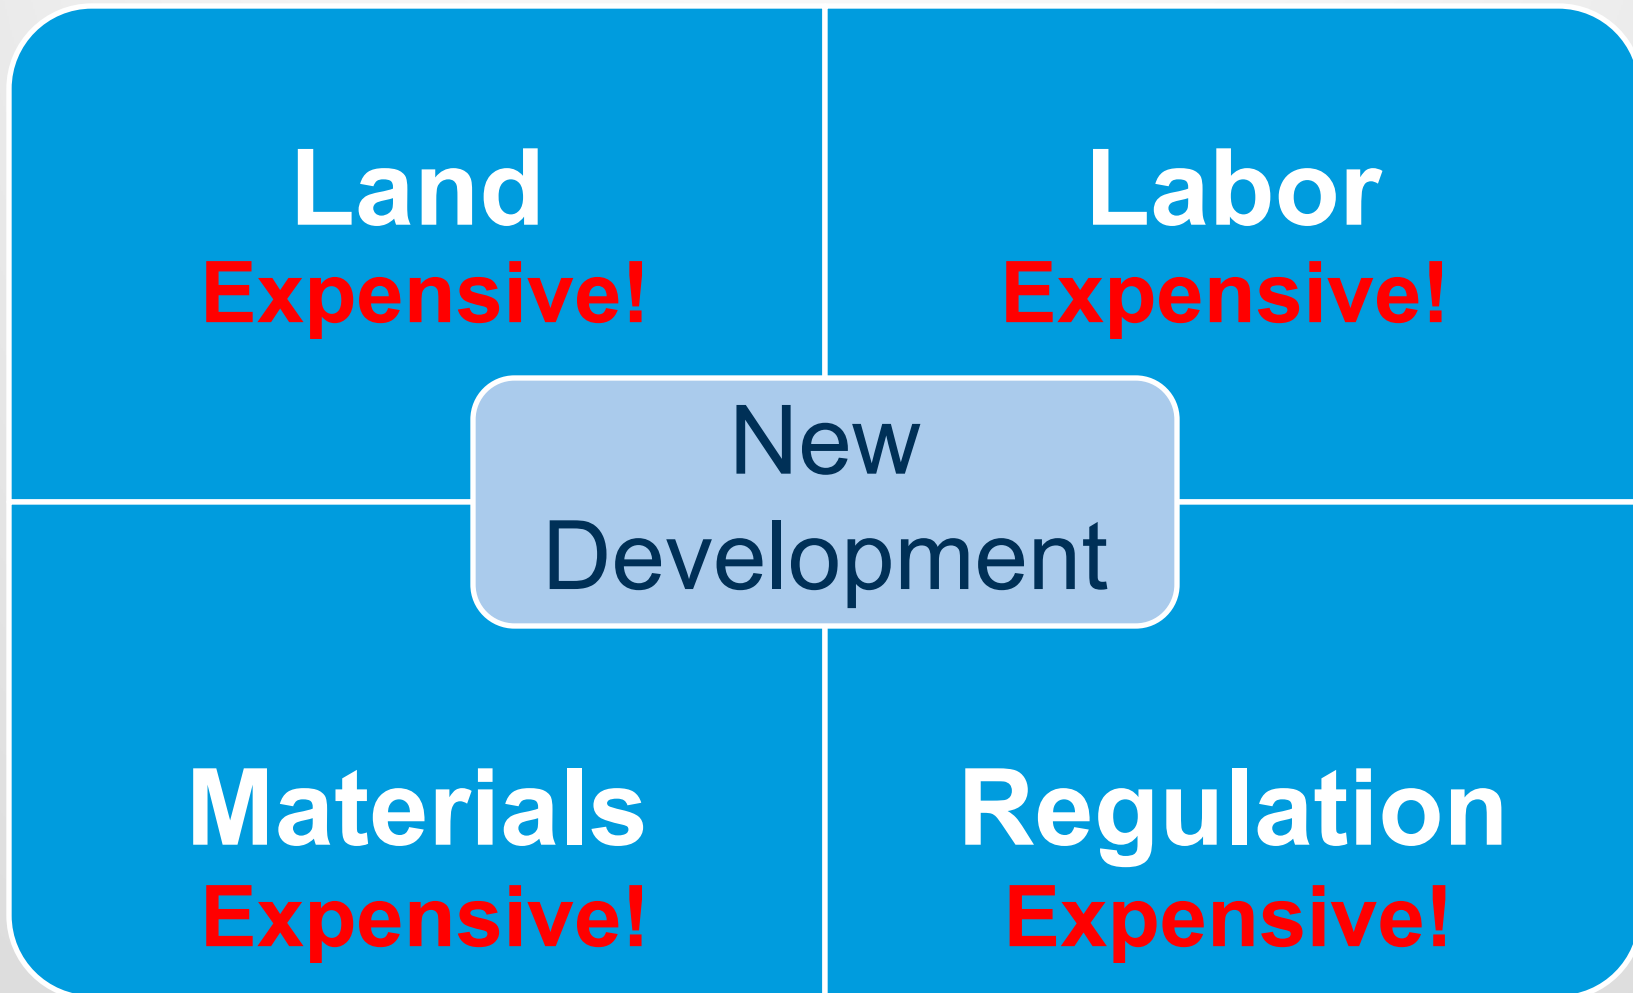 Land
Expensive!
Labor
Expensive!
New
Development
Materials
Expensive!
Regulation
Expensive!